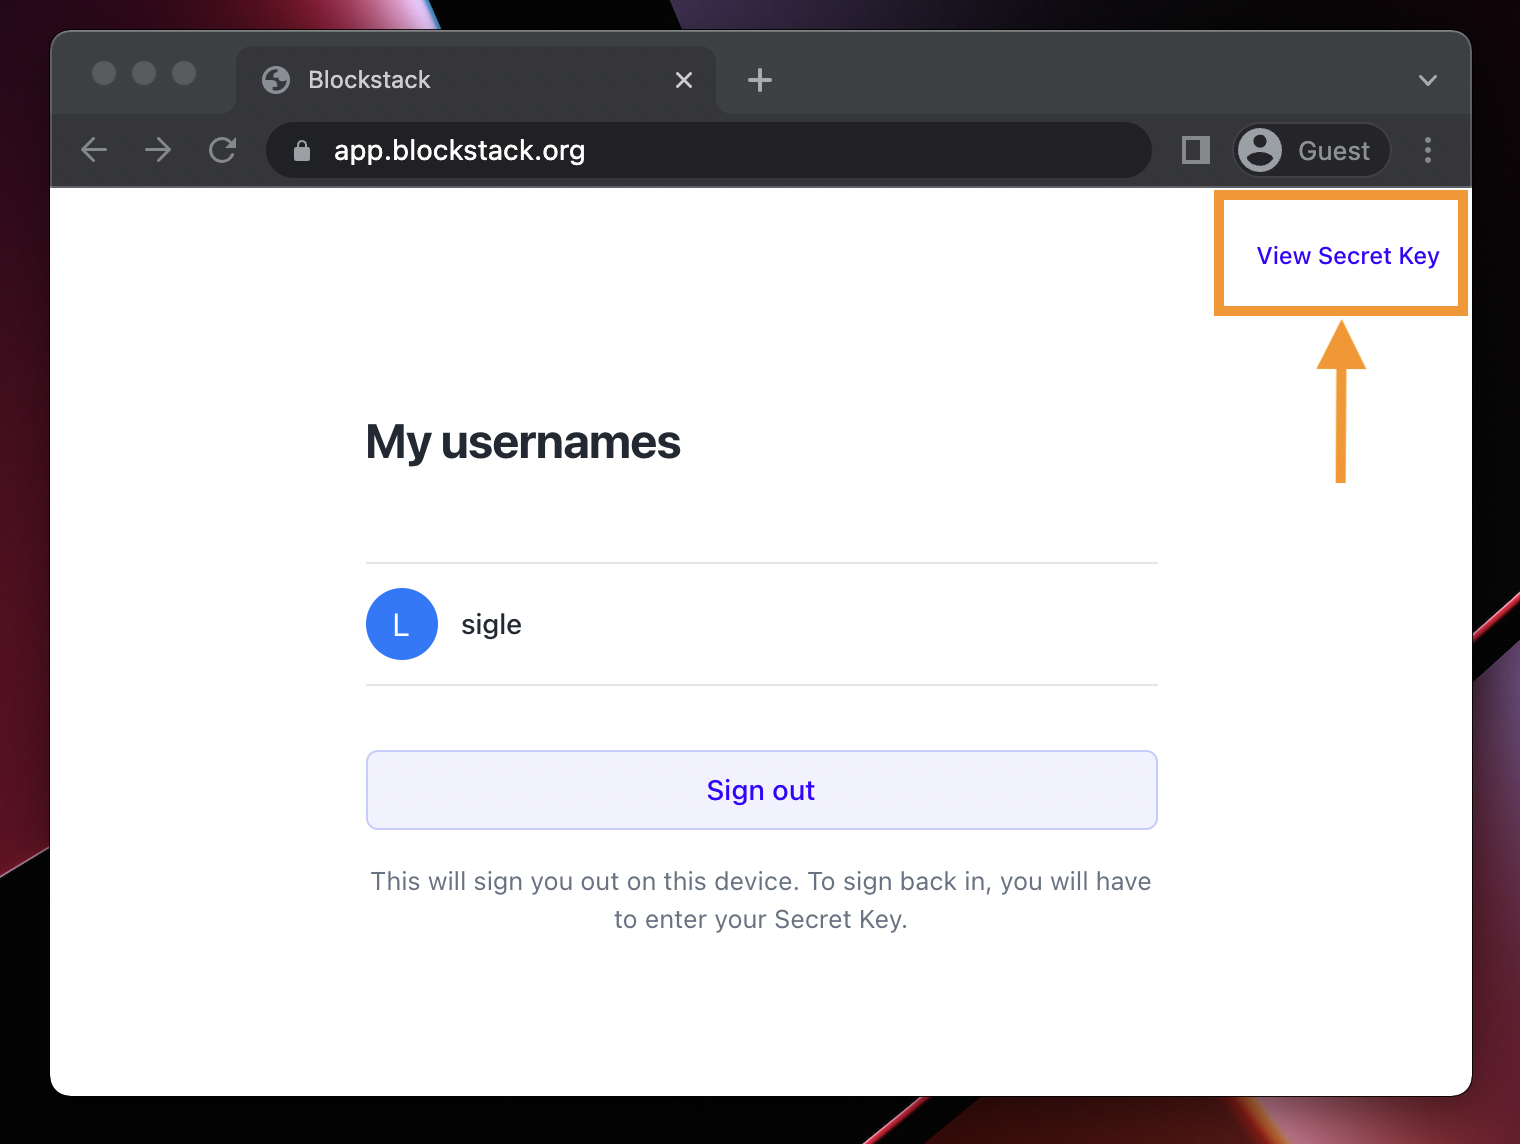 Blockstack
app.blockstack.org
Guest
View Secret Key
My usernames
L
sigle
Sign out
This will sign you out on this device. To sign back in, you will have
to enter your Secret Key.